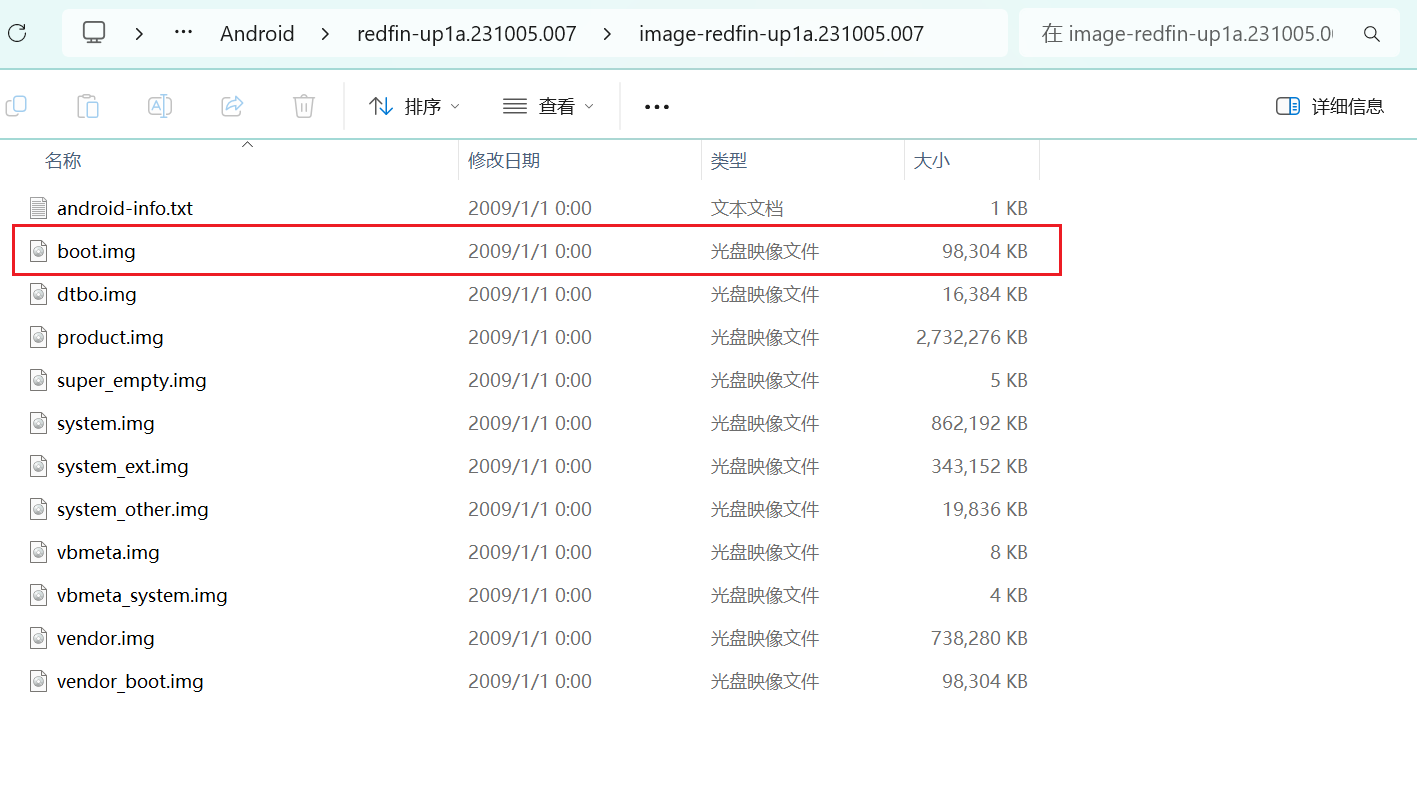 Android redfin-up1a.231005.007 image-redfin-up1a.231005.007 在 image-redfin-up1a.231005.0
排序 查看 详细信息
名称 修改日期 类型 大小
android-info.txt 2009/1/1 0:00 文本文档 1 KB
boot.img 2009/1/1 0:00 光盘映像文件 98,304 KB
dtbo.img 2009/1/1 0:00 光盘映像文件 16,384 KB
product.img 2009/1/1 0:00 光盘映像文件 2,732,276 KB
super_empty.img 2009/1/1 0:00 光盘映像文件 5 KB
system.img 2009/1/1 0:00 光盘映像文件 862,192 KB
system_ext.img 2009/1/1 0:00 光盘映像文件 343,152 KB
system_other.img 2009/1/1 0:00 光盘映像文件 19,836 KB
vbmeta.img 2009/1/1 0:00 光盘映像文件 8 KB
vbmeta_system.img 2009/1/1 0:00 光盘映像文件 4 KB
vendor.img 2009/1/1 0:00 光盘映像文件 738,280 KB
vendor_boot.img 2009/1/1 0:00 光盘映像文件 98,304 KB